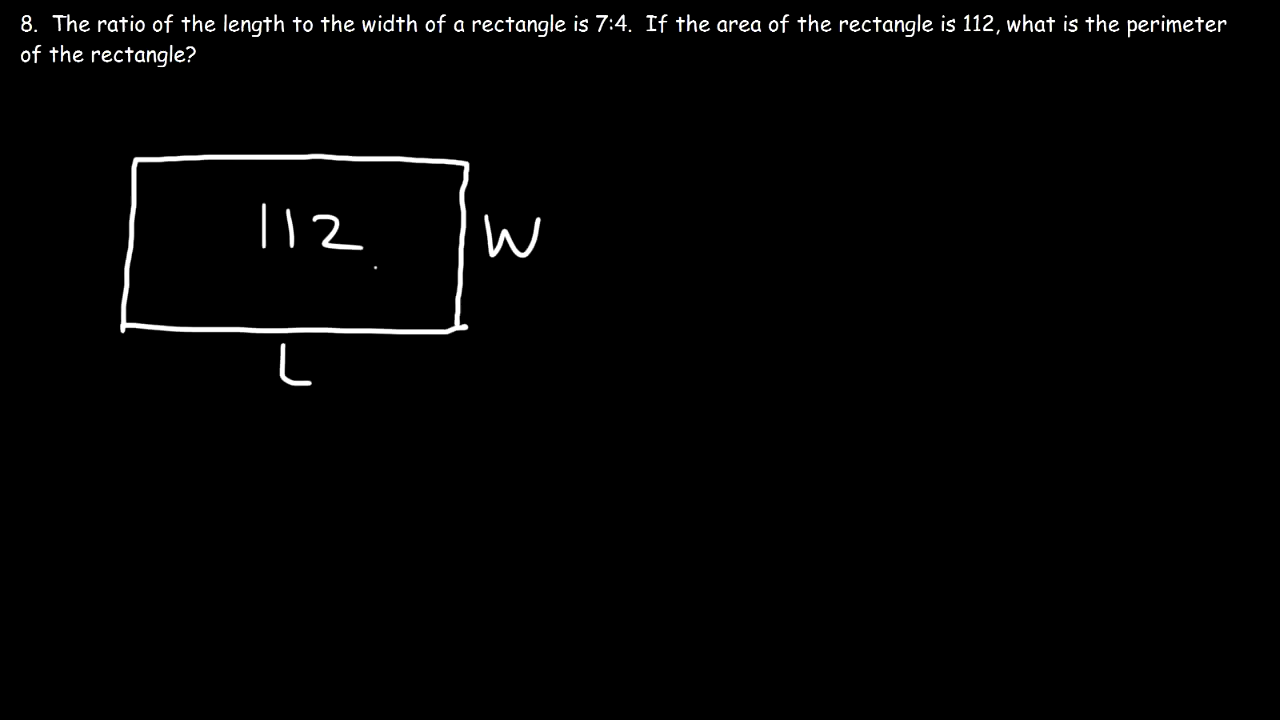 8. The ratio of the length to the width of a rectangle is 7:4. If the area of the rectangle is 112, what is the perimeter
of the rectangle?
112
W
L